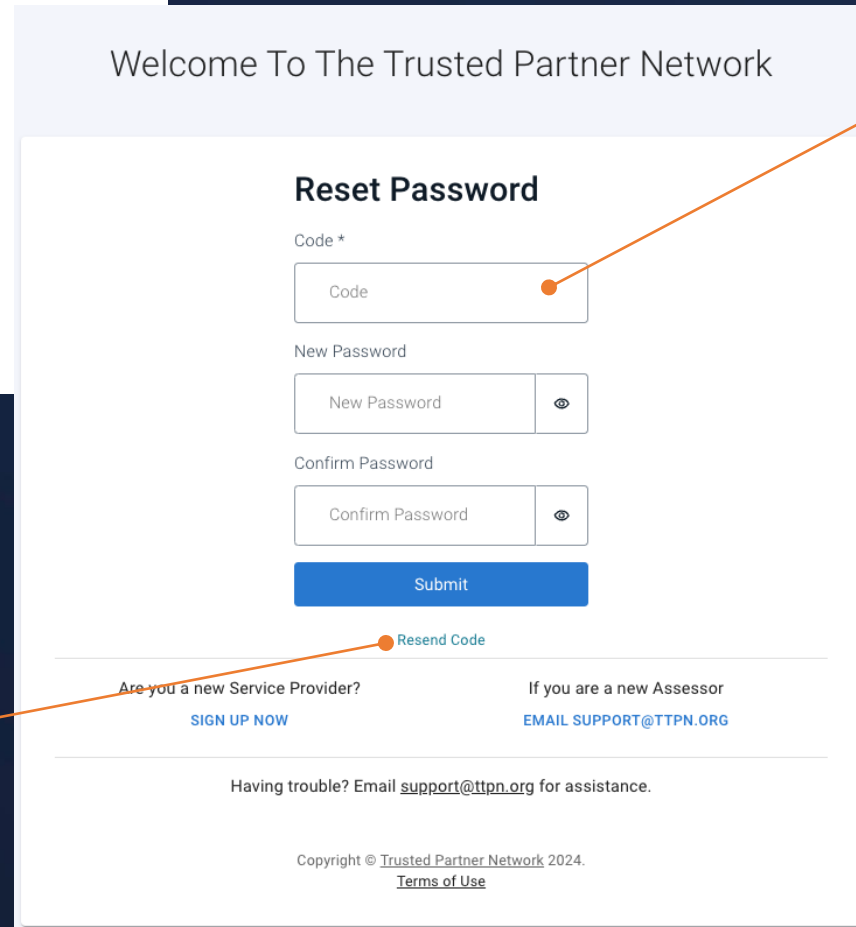 Welcome To The Trusted Partner Network
Reset Password
Code *
Code
New Password
New Password
Confirm Password
Confirm Password
Submit
Resend Code
Are you a new Service Provider?
SIGN UP NOW
If you are a new Assessor
EMAIL SUPPORT@TTPN.ORG
Having trouble? Email support@ttpn.org for assistance.
Copyright © Trusted Partner Network 2024.
Terms of Use